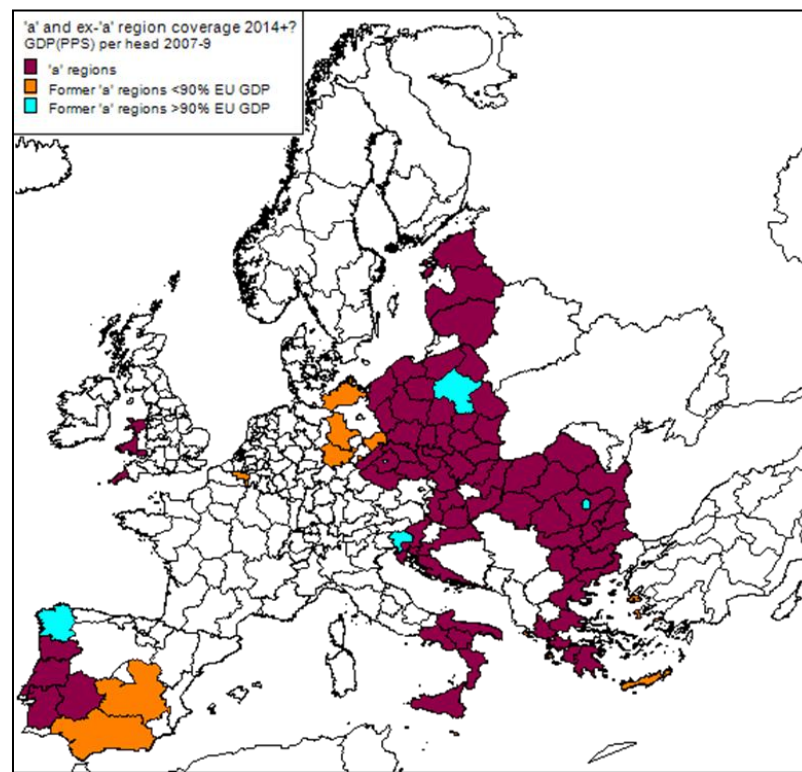 'a' and ex-'a' region coverage 2014+?
GDP(PPS) per head 2007-9
'a' regions
Former 'a' regions <90% EU GDP
Former 'a' regions >90% EU GDP